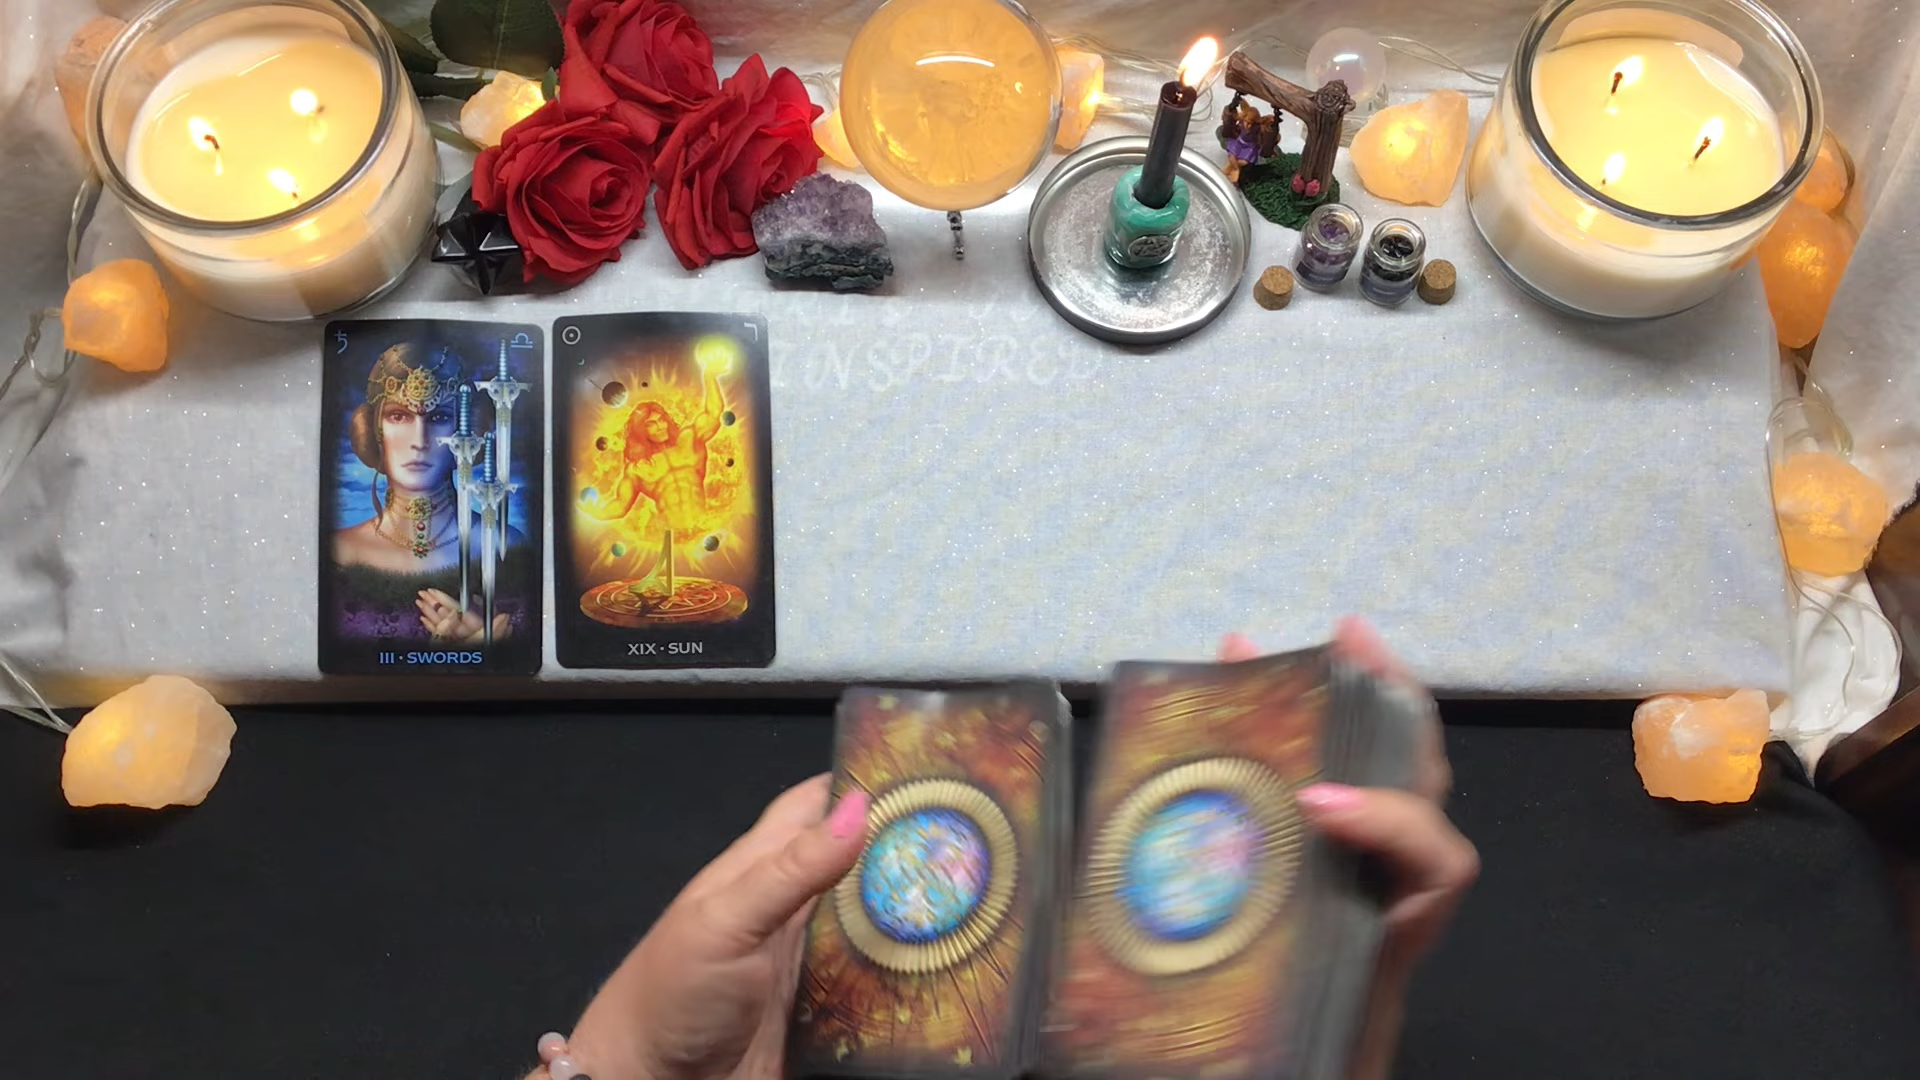 INSPIRED
III · SWORDS
XIX · SUN